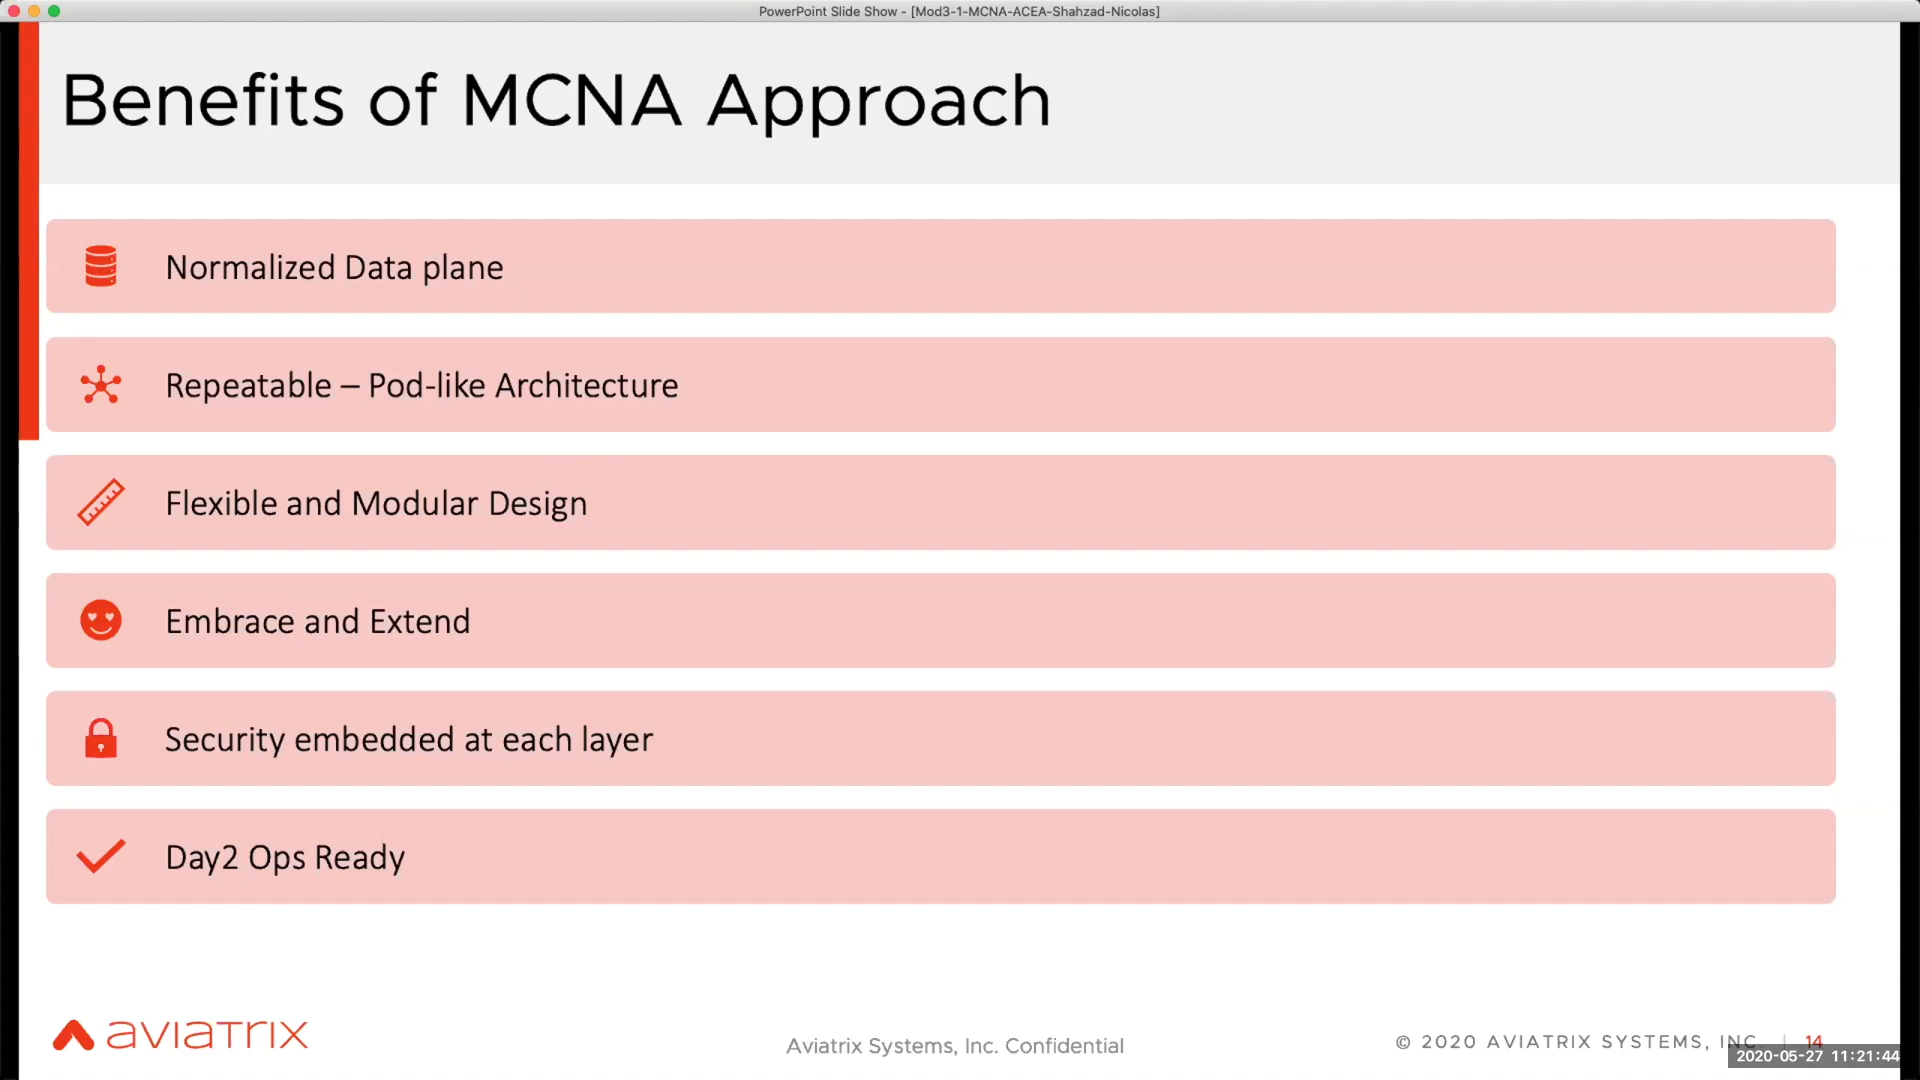 PowerPoint Slide Show - [Mod3-1-MCNA-ACEA-Shahzad-Nicolas]
Benefits of MCNA Approach
Normalized Data plane
Repeatable – Pod-like Architecture
Flexible and Modular Design
Embrace and Extend
Security embedded at each layer
Day2 Ops Ready
aviatrix
Aviatrix Systems, Inc. Confidential
© 2020 AVIATRIX SYSTEMS, INC | 14
2020-05-27 11:21:44